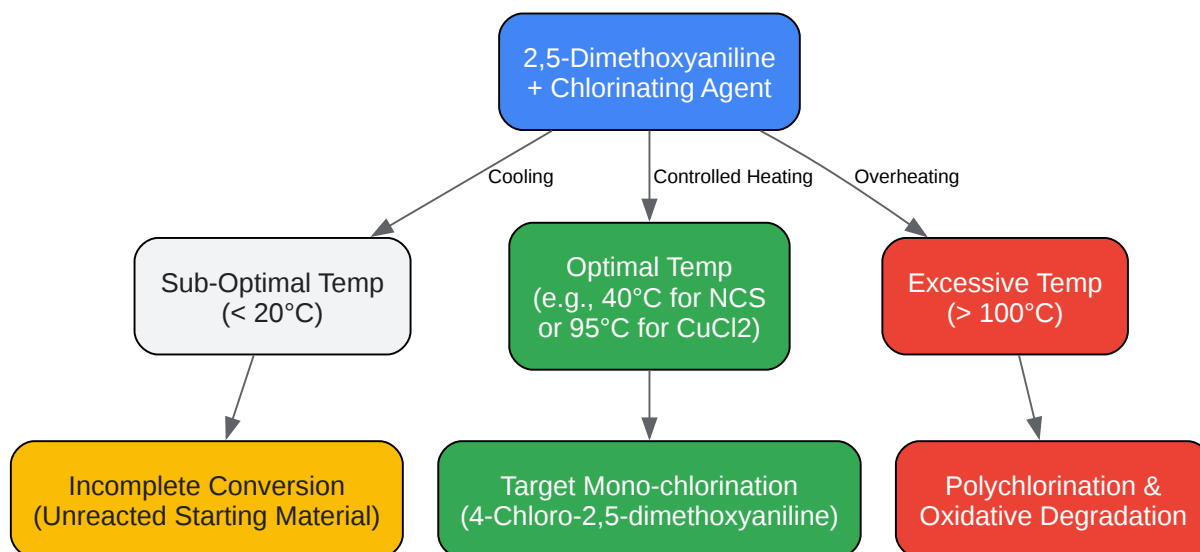 2,5-Dimethoxyaniline
+ Chlorinating Agent
Cooling
Controlled Heating
Overheating
Sub-Optimal Temp
(< 20°C)
Optimal Temp
(e.g., 40°C for NCS
or 95°C for CuCl2)
Excessive Temp
(> 100°C)
Incomplete Conversion
(Unreacted Starting Material)
Target Mono-chlorination
(4-Chloro-2,5-dimethoxyaniline)
Polychlorination &
Oxidative Degradation